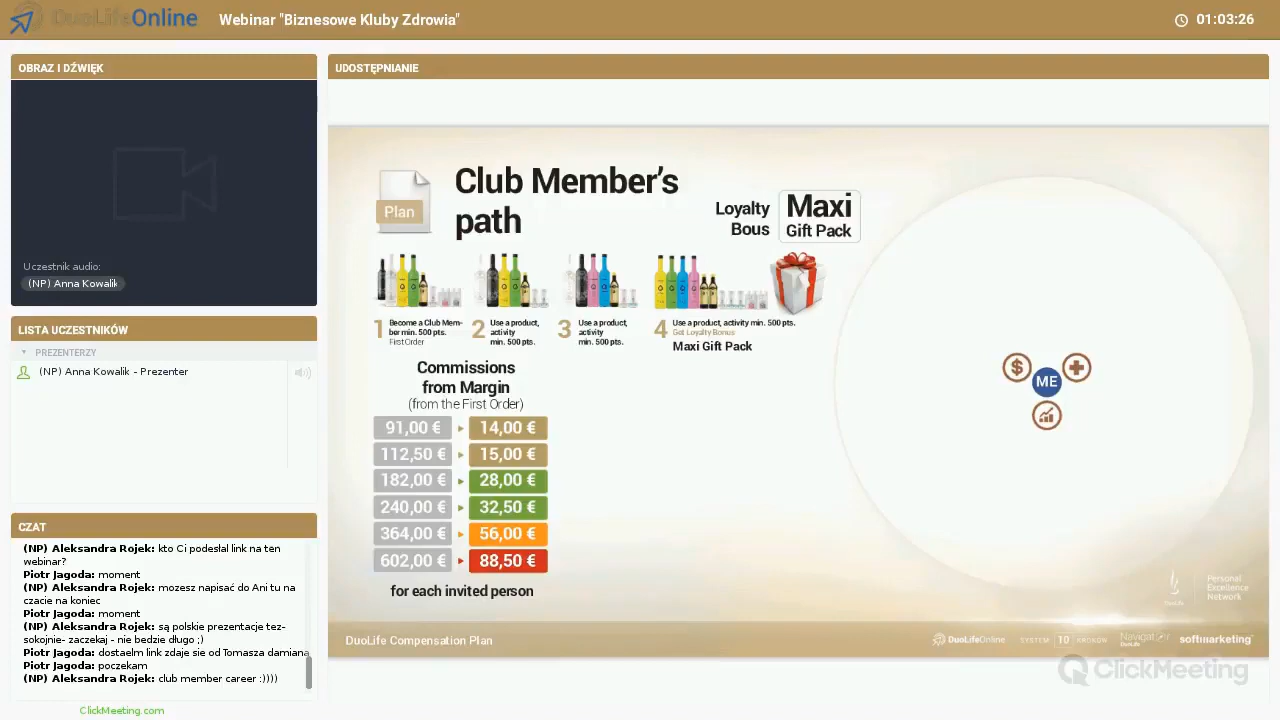 DuoLifeOnline
Webinar "Biznesowe Kluby Zdrowia"
01:03:26
OBRAZ I DŹWIĘK
Uczestnik audio:
(NP) Anna Kowalik
LISTA UCZESTNIKÓW
PREZENTERZY
(NP) Anna Kowalik - Prezenter
CZAT
(NP) Aleksandra Rojek: kto Ci podesłal link na ten
webinar?
Piotr Jagoda: moment
(NP) Aleksandra Rojek: mozesz napisać do Ani tu na
czacie na koniec
Piotr Jagoda: moment
(NP) Aleksandra Rojek: są polskie prezentacje tez-
sokojnie- zaczekaj - nie bedzie długo ;)
Piotr Jagoda: dostaelm link zdaje sie od Tomasza damiana
Piotr Jagoda: poczekam
(NP) Aleksandra Rojek: club member career :))))
ClickMeeting.com
UDOSTĘPNIANIE
Plan
Club Member's
path
Loyalty
Bous
Maxi
Gift Pack
1 Become a Club Mem-
ber min. 500 pts.
First Order
2 Use a product,
activity
min. 500 pts.
3 Use a product,
activity
min. 500 pts.
4 Use a product, activity min. 500 pts.
Get Loyalty Bonus
Maxi Gift Pack
Commissions
from Margin
(from the First Order)
91,00 € 14,00 €
112,50 € 15,00 €
182,00 € 28,00 €
240,00 € 32,50 €
364,00 € 56,00 €
602,00 € 88,50 €
for each invited person
$
ME
DuoLife
Personal
Excellence
Network
DuoLife Compensation Plan
DuoLifeOnline
SYSTEM 10 KROKÓW
Navigator
DuoLife
softmarketing
ClickMeeting